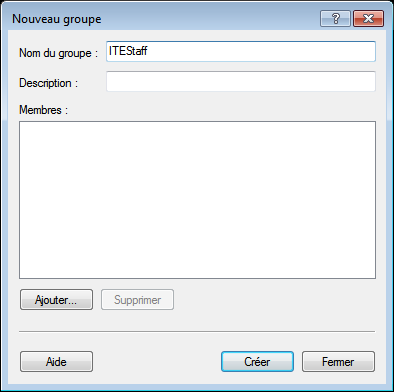 Nouveau groupe
Nom du groupe : ITEStaff
Description :
Membres :
Ajouter... Supprimer
Aide Créer Fermer